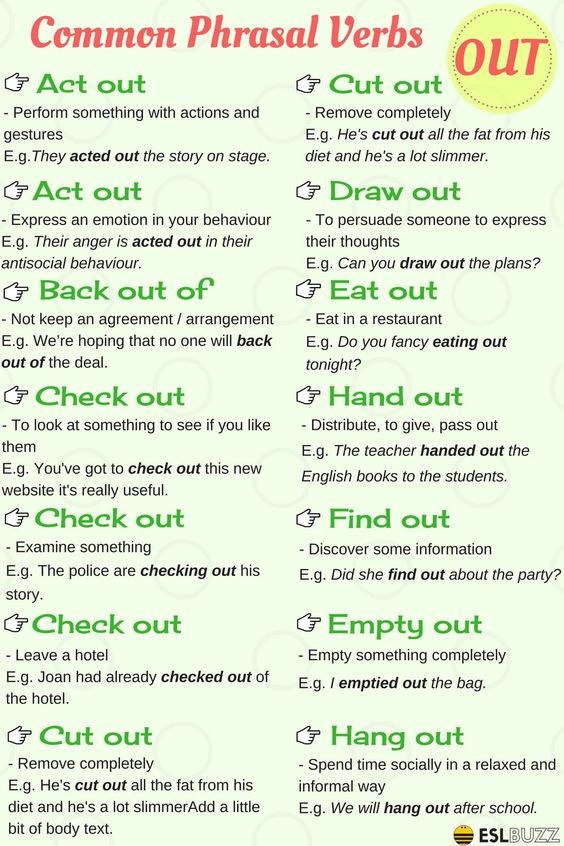 Common Phrasal Verbs
OUT
Act out
- Perform something with actions and
gestures
E.g.They acted out the story on stage.
Act out
- Express an emotion in your behaviour
E.g. Their anger is acted out in their
antisocial behaviour.
Back out of
- Not keep an agreement / arrangement
E.g. We're hoping that no one will back
out of the deal.
Check out
- To look at something to see if you like
them
E.g. You've got to check out this new
website it's really useful.
Check out
- Examine something
E.g. The police are checking out his
story.
Check out
- Leave a hotel
E.g. Joan had already checked out of
the hotel.
Cut out
- Remove completely
E.g. He's cut out all the fat from his
diet and he's a lot slimmerAdd a little
bit of body text.
Cut out
- Remove completely
E.g. He's cut out all the fat from his
diet and he's a lot slimmer.
Draw out
- To persuade someone to express
their thoughts
E.g. Can you draw out the plans?
Eat out
- Eat in a restaurant
E.g. Do you fancy eating out
tonight?
Hand out
- Distribute, to give, pass out
E.g. The teacher handed out the
English books to the students.
Find out
- Discover some information
E.g. Did she find out about the party?
Empty out
- Empty something completely
E.g. I emptied out the bag.
Hang out
- Spend time socially in a relaxed and
informal way
E.g. We will hang out after school.
ESLBUZZ